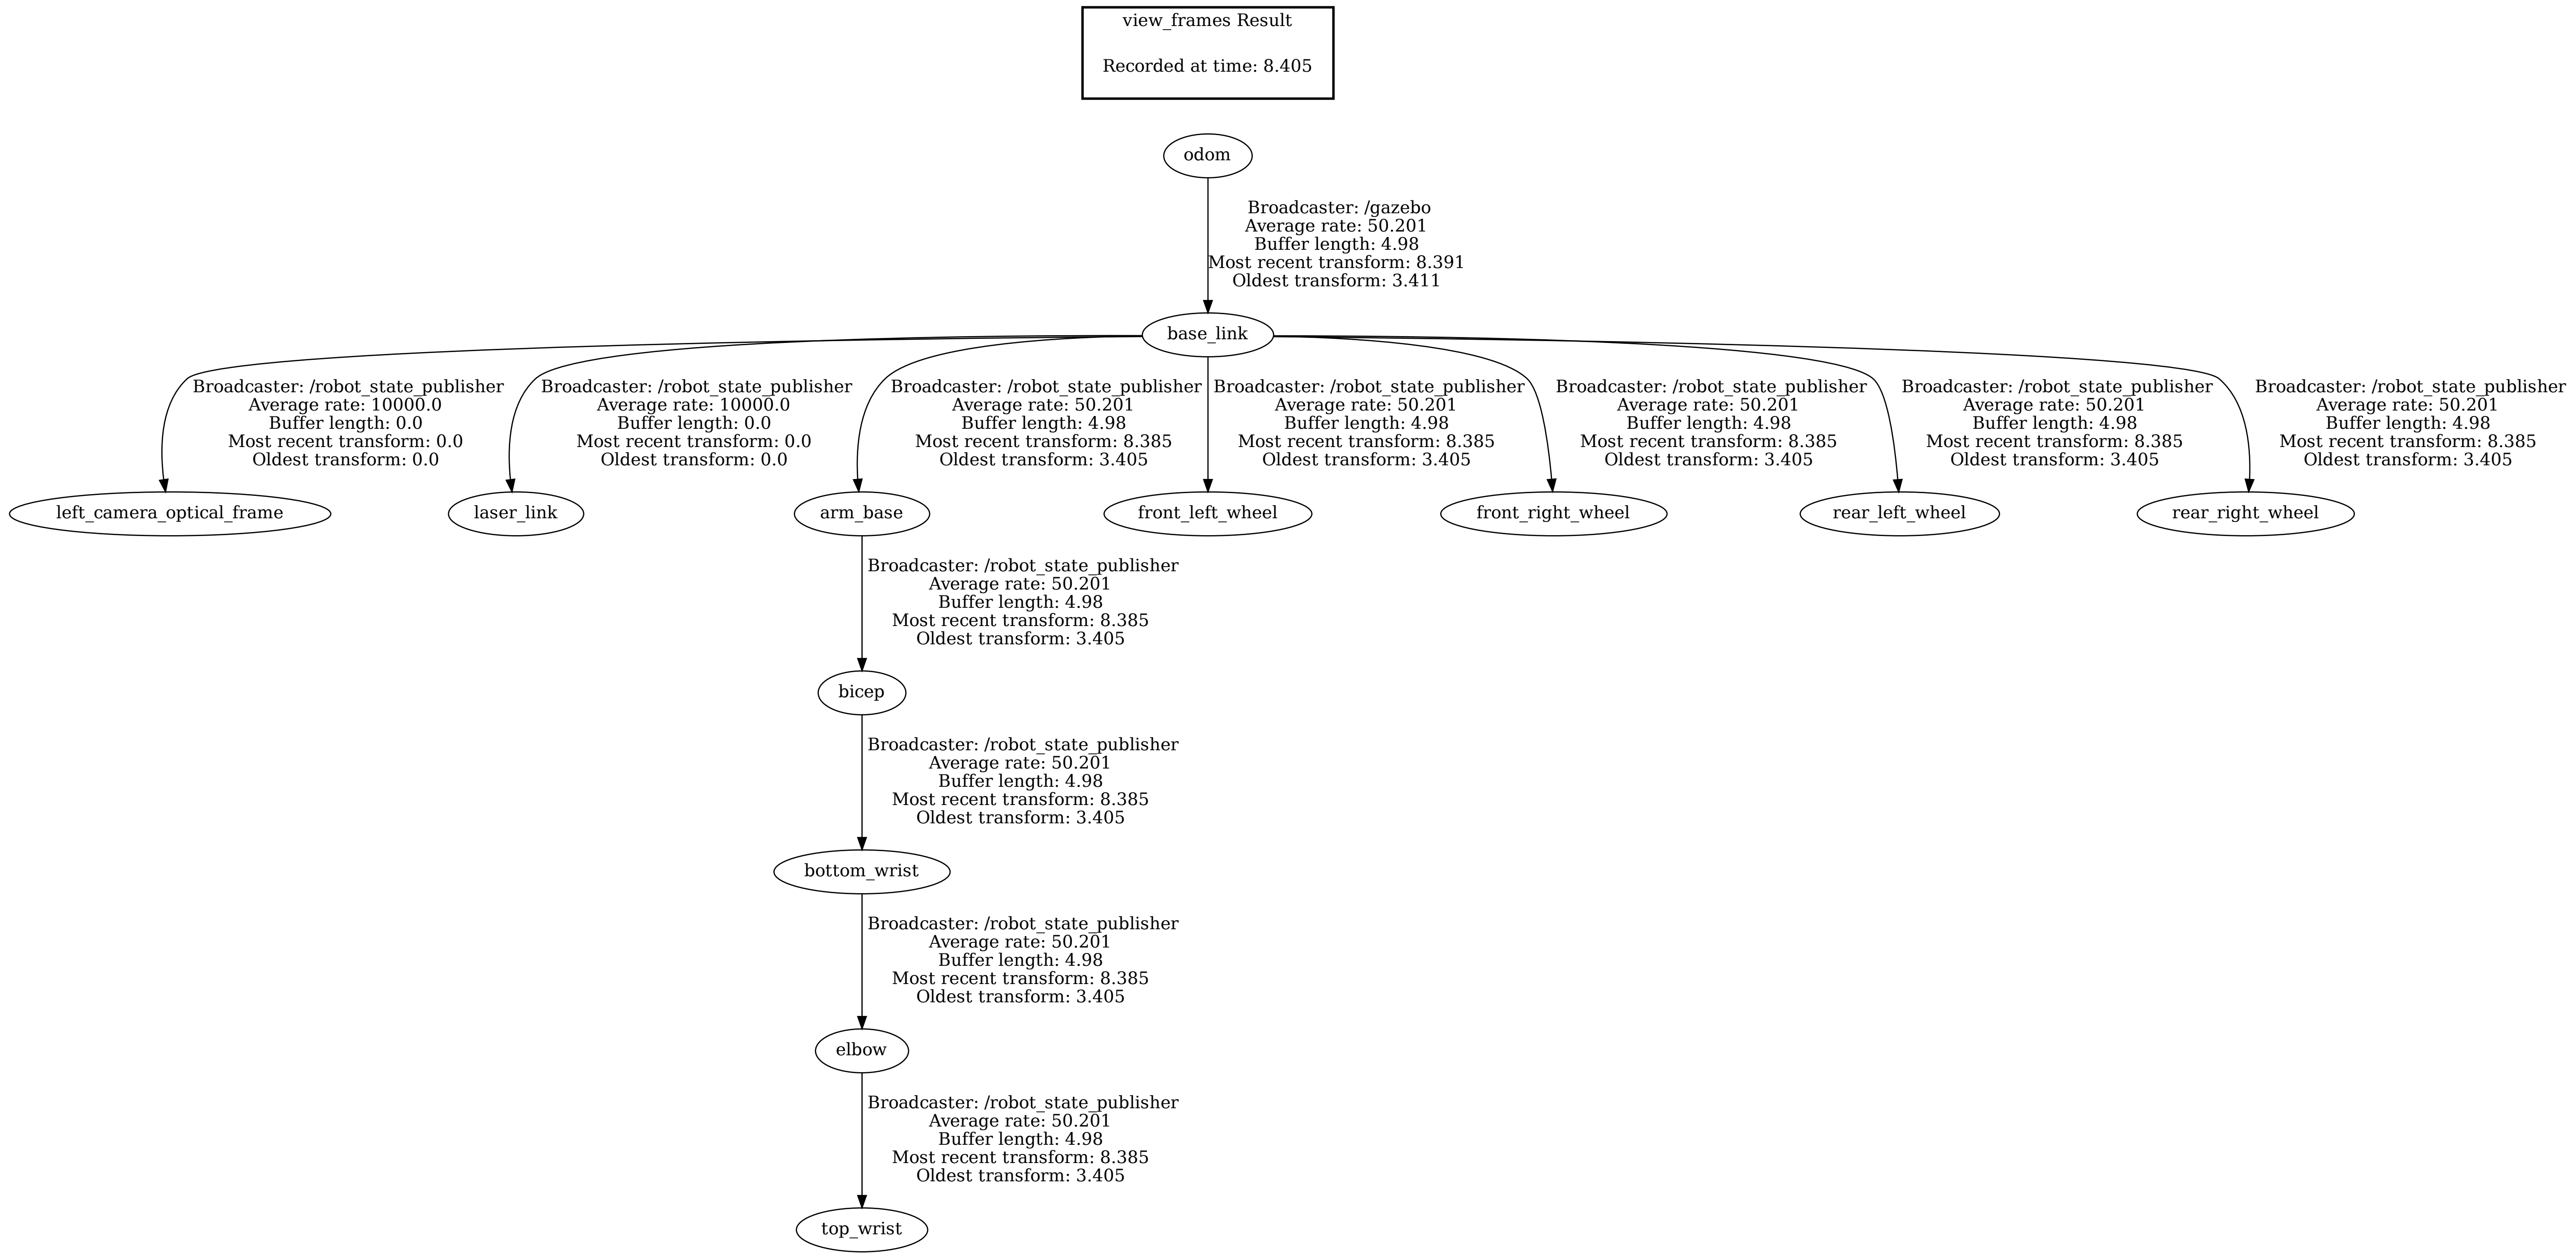 view_frames Result
Recorded at time: 8.405
odom
Broadcaster: /gazebo
Average rate: 50.201
Buffer length: 4.98
Most recent transform: 8.391
Oldest transform: 3.411
base_link
Broadcaster: /robot_state_publisher
Average rate: 10000.0
Buffer length: 0.0
Most recent transform: 0.0
Oldest transform: 0.0
Broadcaster: /robot_state_publisher
Average rate: 10000.0
Buffer length: 0.0
Most recent transform: 0.0
Oldest transform: 0.0
Broadcaster: /robot_state_publisher
Average rate: 50.201
Buffer length: 4.98
Most recent transform: 8.385
Oldest transform: 3.405
Broadcaster: /robot_state_publisher
Average rate: 50.201
Buffer length: 4.98
Most recent transform: 8.385
Oldest transform: 3.405
Broadcaster: /robot_state_publisher
Average rate: 50.201
Buffer length: 4.98
Most recent transform: 8.385
Oldest transform: 3.405
Broadcaster: /robot_state_publisher
Average rate: 50.201
Buffer length: 4.98
Most recent transform: 8.385
Oldest transform: 3.405
Broadcaster: /robot_state_publisher
Average rate: 50.201
Buffer length: 4.98
Most recent transform: 8.385
Oldest transform: 3.405
left_camera_optical_frame
laser_link
arm_base
front_left_wheel
front_right_wheel
rear_left_wheel
rear_right_wheel
Broadcaster: /robot_state_publisher
Average rate: 50.201
Buffer length: 4.98
Most recent transform: 8.385
Oldest transform: 3.405
bicep
Broadcaster: /robot_state_publisher
Average rate: 50.201
Buffer length: 4.98
Most recent transform: 8.385
Oldest transform: 3.405
bottom_wrist
Broadcaster: /robot_state_publisher
Average rate: 50.201
Buffer length: 4.98
Most recent transform: 8.385
Oldest transform: 3.405
elbow
Broadcaster: /robot_state_publisher
Average rate: 50.201
Buffer length: 4.98
Most recent transform: 8.385
Oldest transform: 3.405
top_wrist